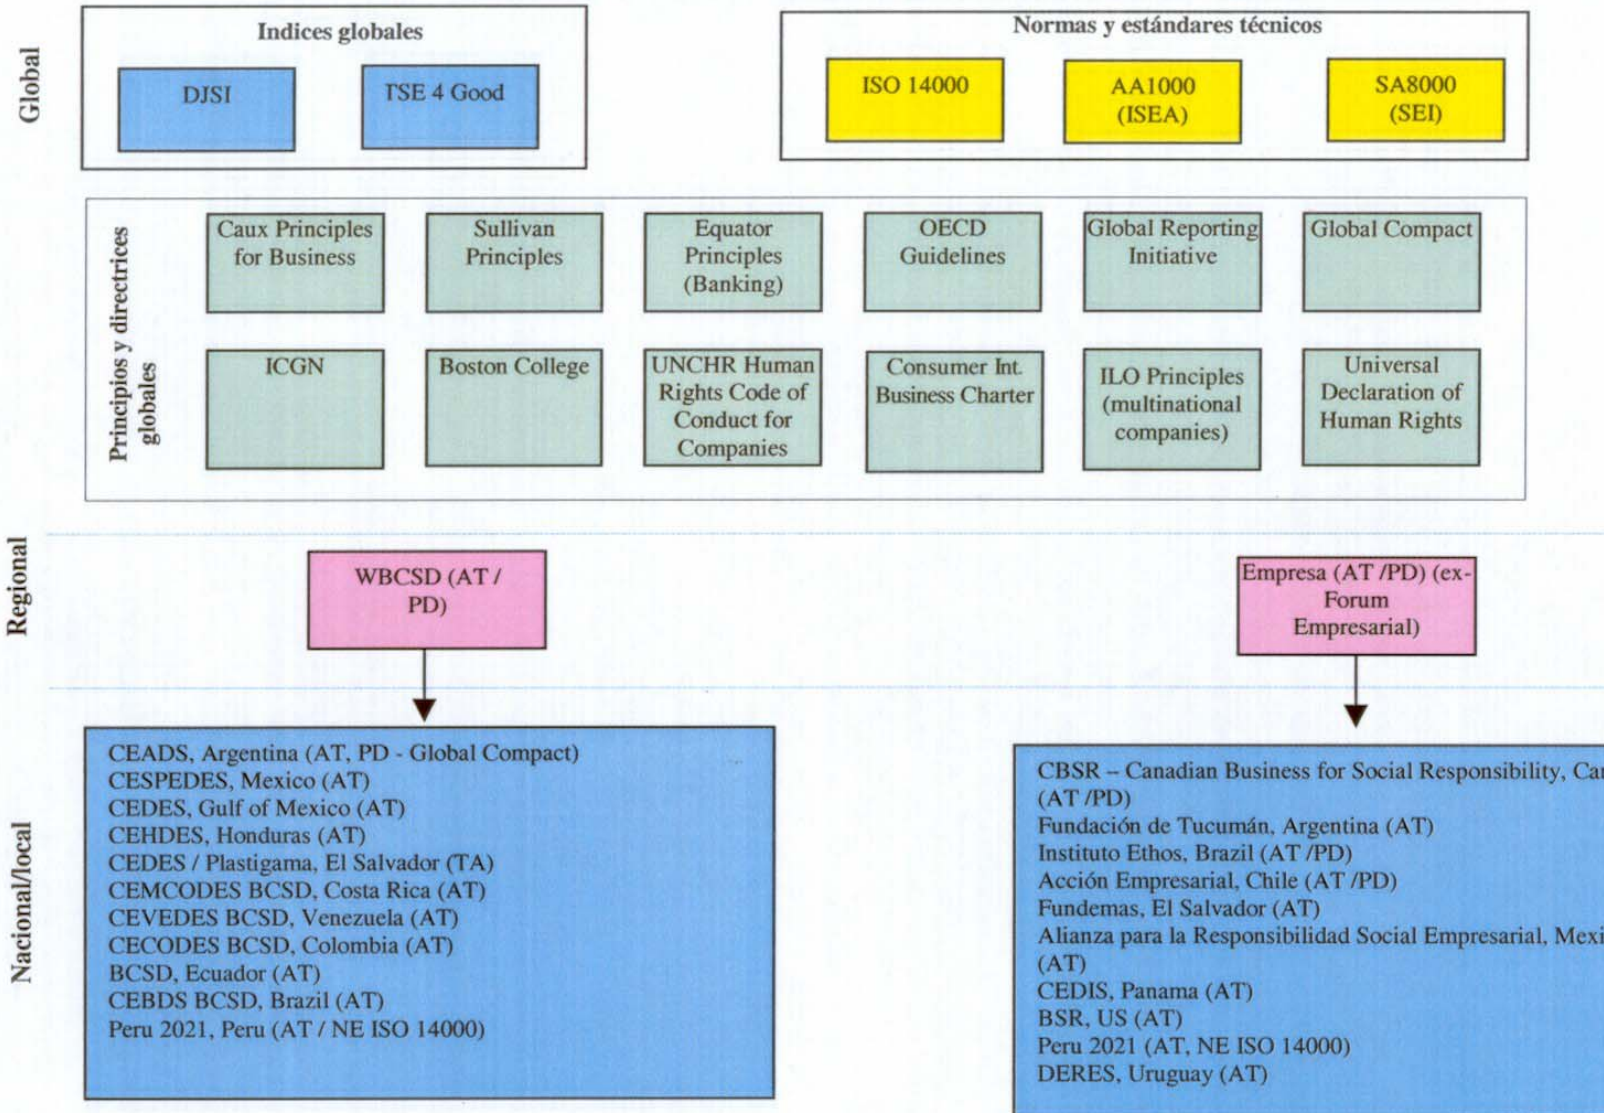 Global
Indices globales
DJSI
TSE 4 Good
Normas y estándares técnicos
ISO 14000
AA1000
(ISEA)
SA8000
(SEI)
Principios y directrices
globales
Caux Principles
for Business
Sullivan
Principles
Equator
Principles
(Banking)
OECD
Guidelines
Global Reporting
Initiative
Global Compact
ICGN
Boston College
UNCHR Human
Rights Code of
Conduct for
Companies
Consumer Int.
Business Charter
ILO Principles
(multinational
companies)
Universal
Declaration of
Human Rights
Regional
WBCSD (AT /
PD)
Empresa (AT /PD) (ex-
Forum
Empresarial)
Nacional/local
CEADS, Argentina (AT, PD - Global Compact)
CESPEDES, Mexico (AT)
CEDES, Gulf of Mexico (AT)
CEHDES, Honduras (AT)
CEDES / Plastigama, El Salvador (TA)
CEMCODES BCSD, Costa Rica (AT)
CEVEDES BCSD, Venezuela (AT)
CECODES BCSD, Colombia (AT)
BCSD, Ecuador (AT)
CEBDS BCSD, Brazil (AT)
Peru 2021, Peru (AT / NE ISO 14000)
CBSR – Canadian Business for Social Responsibility,
(AT /PD)
Fundación de Tucumán, Argentina (AT)
Instituto Ethos, Brazil (AT /PD)
Acción Empresarial, Chile (AT /PD)
Fundemas, El Salvador (AT)
Alianza para la Responsibilidad Social Empresarial,
(AT)
CEDIS, Panama (AT)
BSR, US (AT)
Peru 2021 (AT, NE ISO 14000)
DERES, Uruguay (AT)